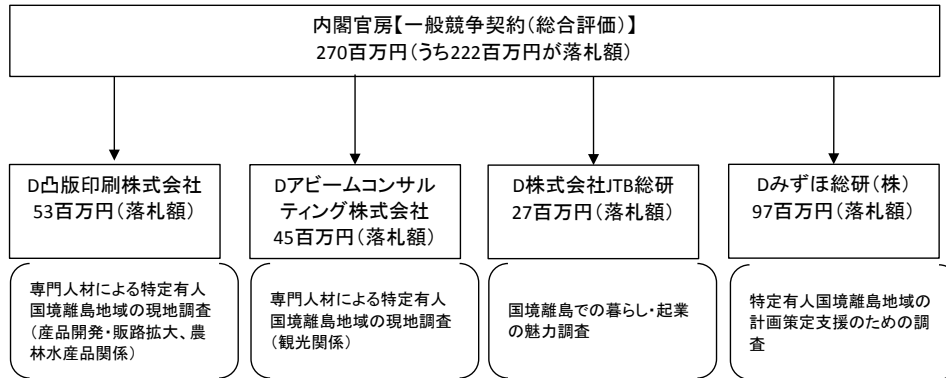 内閣官房【一般競争契約（総合評価）】
270百万円（うち222百万円が落札額）
D凸版印刷株式会社
53百万円（落札額）
Dアビームコンサル
ティング株式会社
45百万円（落札額）
D株式会社JTB総研
27百万円（落札額）
Dみずほ総研（株）
97百万円（落札額）
専門人材による特定有人
国境離島地域の現地調査
（産品開発・販路拡大、農
林水産品関係）
専門人材による特定有人
国境離島地域の現地調査
（観光関係）
国境離島での暮らし・起業
の魅力調査
特定有人国境離島地域の
計画策定支援のための調
査